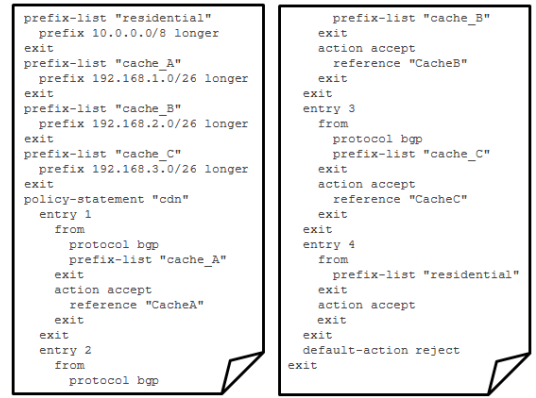 prefix-list "residential"
  prefix 10.0.0.0/8 longer
exit
prefix-list "cache_A"
  prefix 192.168.1.0/26 longer
exit
prefix-list "cache_B"
  prefix 192.168.2.0/26 longer
exit
prefix-list "cache_C"
  prefix 192.168.3.0/26 longer
exit
policy-statement "cdn"
  entry 1
    from
      protocol bgp
      prefix-list "cache_A"
    exit
    action accept
      reference "CacheA"
    exit
  exit
  entry 2
    from
      protocol bgp
      prefix-list "cache_B"
    exit
    action accept
      reference "CacheB"
    exit
  exit
  entry 3
    from
      protocol bgp
      prefix-list "cache_C"
    exit
    action accept
      reference "CacheC"
    exit
  exit
  entry 4
    from
      prefix-list "residential"
    exit
    action accept
    exit
  exit
  default-action reject
exit